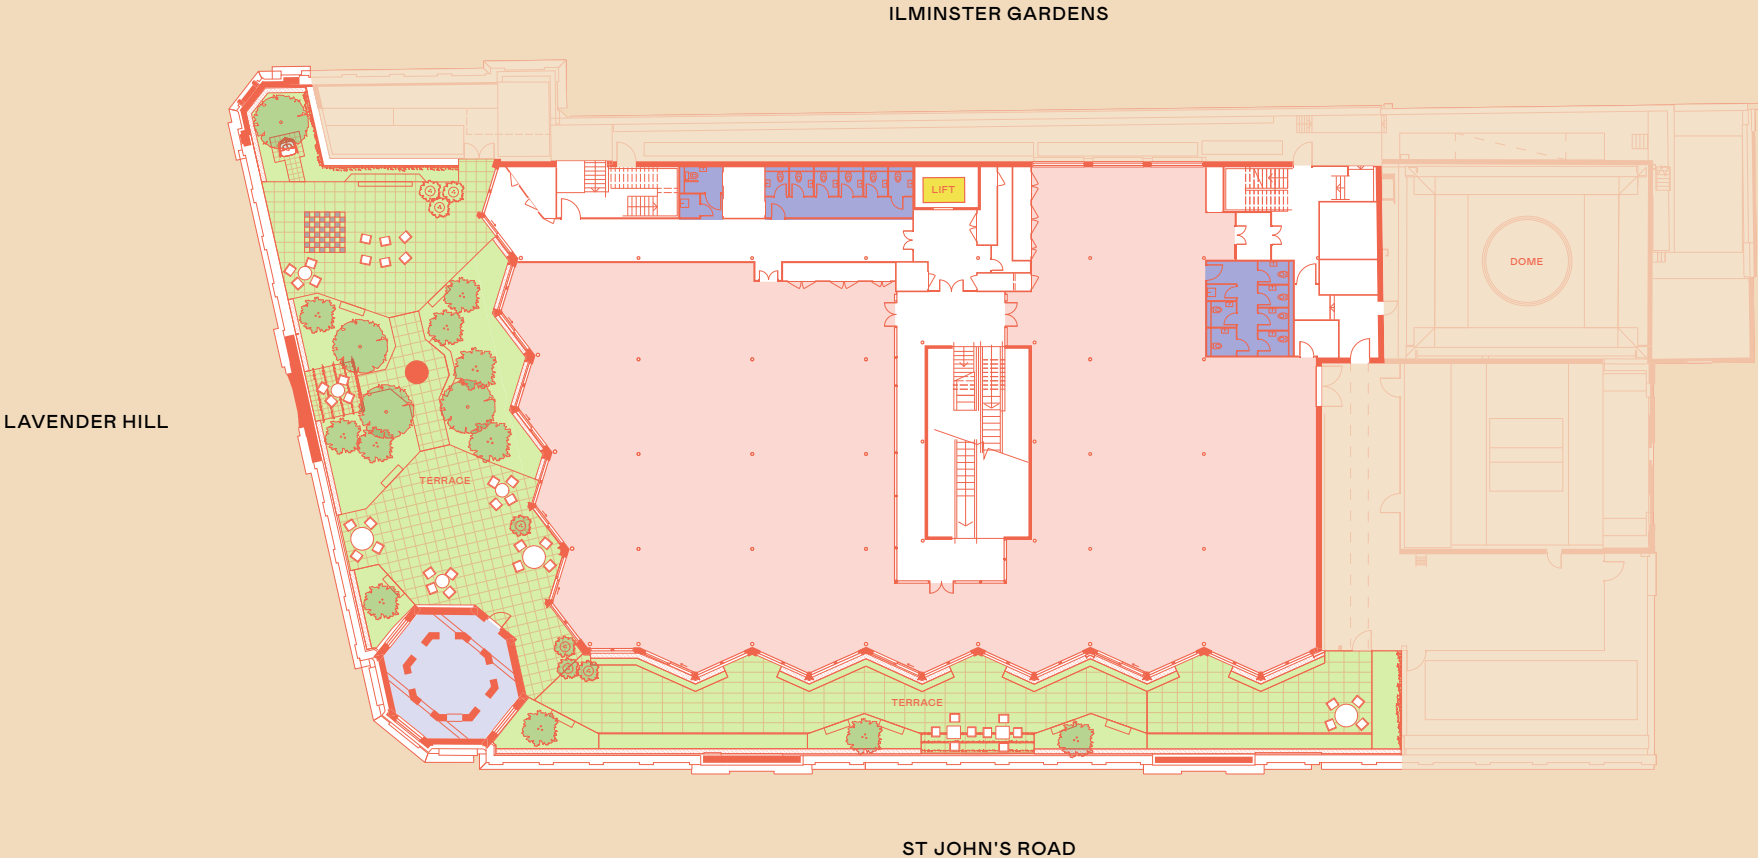 ILMINSTER GARDENS
LIFT
DOME
LAVENDER HILL
TERRACE
TERRACE
ST JOHN'S ROAD